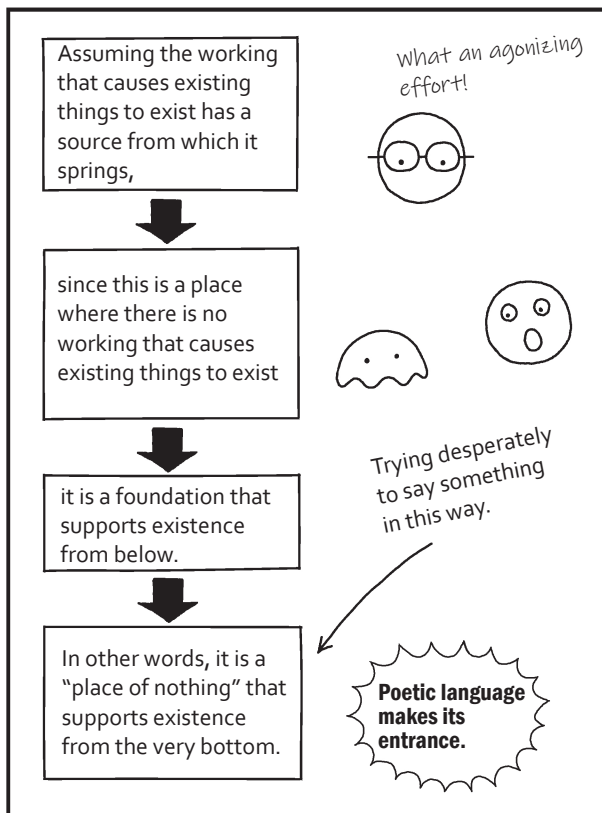 Assuming the working
that causes existing
things to exist has a
source from which it
springs,
What an agonizing
effort!
since this is a place
where there is no
working that causes
existing things to exist
it is a foundation that
supports existence
from below.
Trying desperately
to say something
in this way.
In other words, it is a
“place of nothing” that
supports existence
from the very bottom.
Poetic language
makes its
entrance.